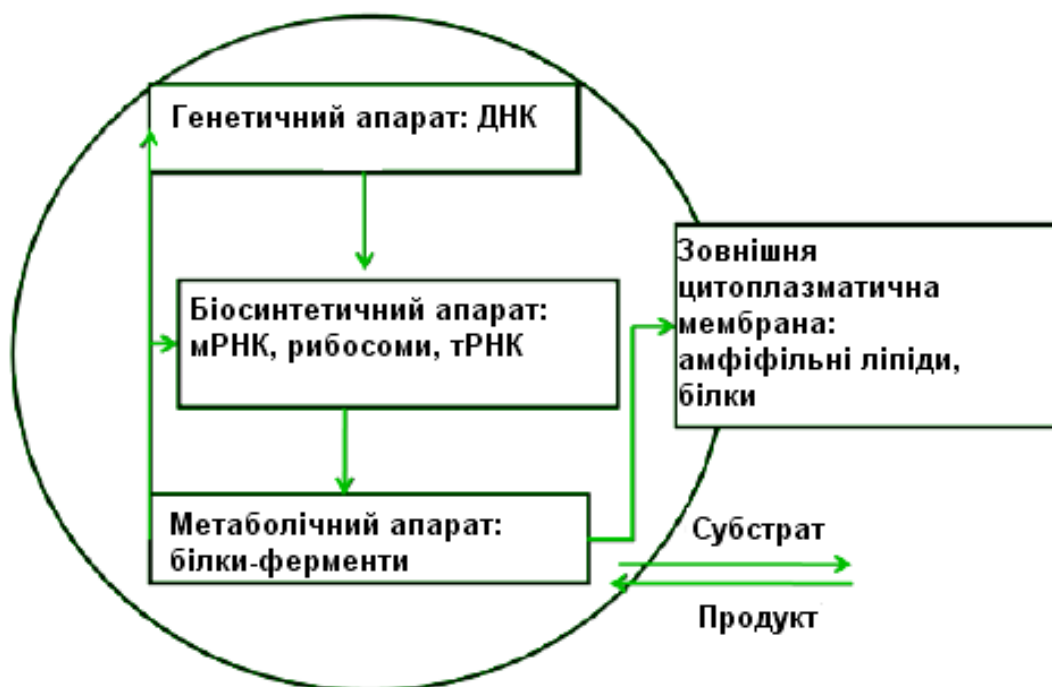 Генетичний апарат: ДНК
Біосинтетичний апарат:
мРНК, рибосоми, тРНК
Зовнішня
цитоплазматична
мембрана:
амфіфільні ліпіди,
білки
Метаболічний апарат:
білки-ферменти
Субстрат
Продукт